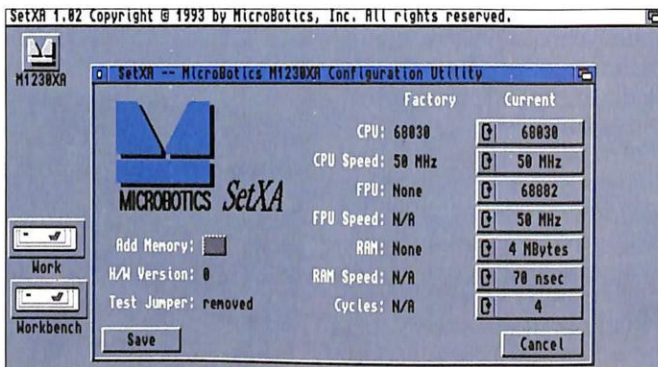 SetXA 1.02 Copyright © 1993 by MicroBotics, Inc. All rights reserved.
M1230XA
SetXA -- MicroBotics M1230XA Configuration Utility
Factory Current
CPU: 68030 68030
CPU Speed: 50 MHz 50 MHz
FPU: None 68882
FPU Speed: N/A 50 MHz
RAM: None 4 MBytes
RAM Speed: N/A 70 nsec
Cycles: N/A 4
MICROBOTICS SetXA
Add Memory:
H/W Version: 0
Test Jumper: removed
Save
Cancel
Work
Workbench